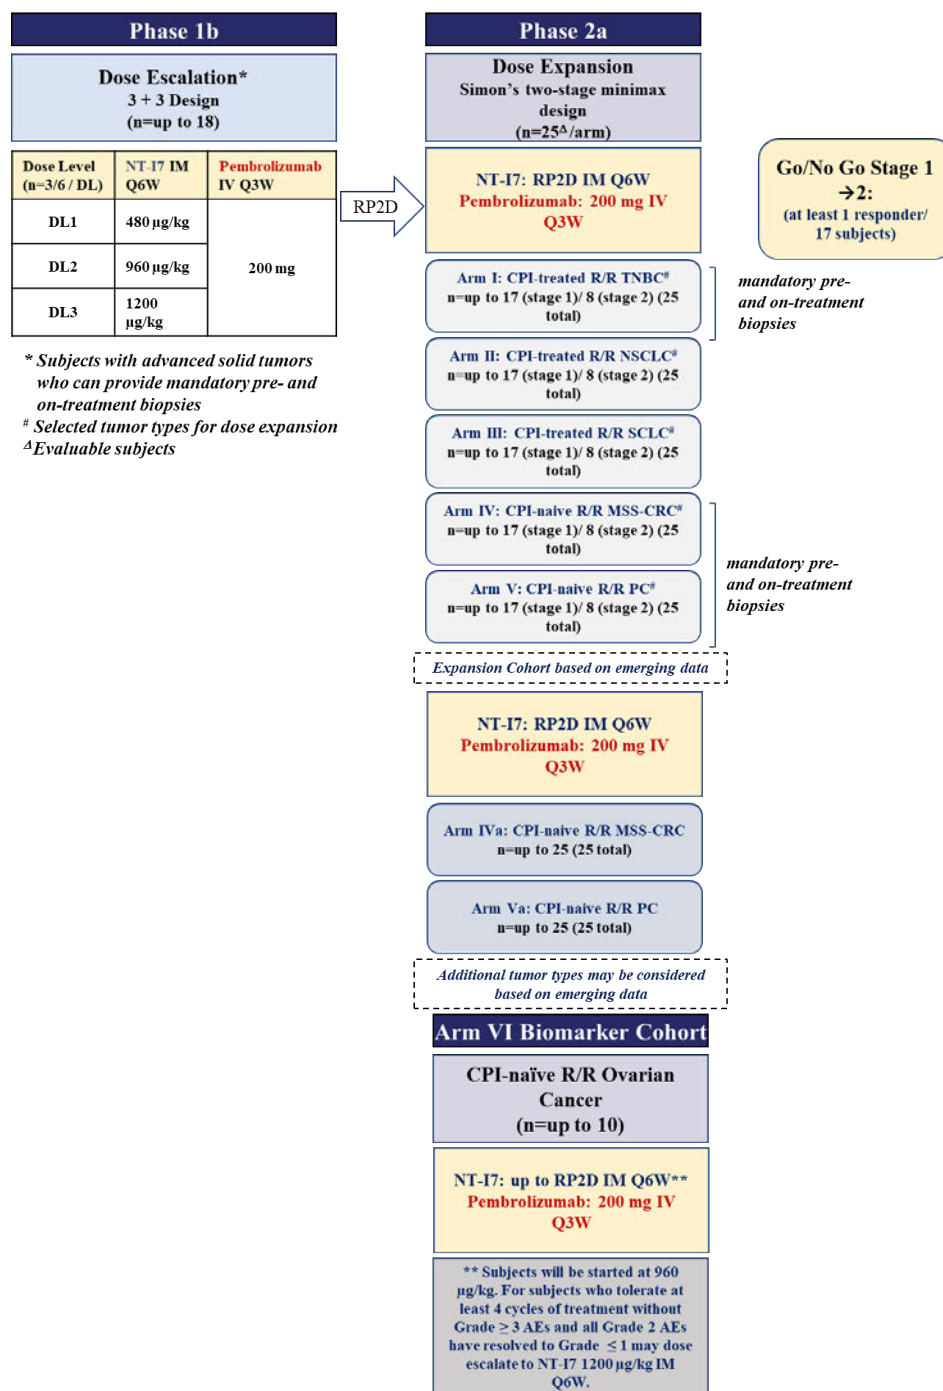 Phase 1b
Dose Escalation*
3 + 3 Design
(n=up to 18)
Dose Level
(n=3/6 / DL)
NT-I7 IM
Q6W
Pembrolizumab
IV Q3W
DL1
480 µg/kg
DL2
960 µg/kg
200 mg
DL3
1200
µg/kg
* Subjects with advanced solid tumors
who can provide mandatory pre- and
on-treatment biopsies
# Selected tumor types for dose expansion
Δ Evaluable subjects
RP2D
Phase 2a
Dose Expansion
Simon's two-stage minimax
design
(n=25Δ/arm)
NT-I7: RP2D IM Q6W
Pembrolizumab: 200 mg IV
Q3W
Go/No Go Stage 1
→2:
(at least 1 responder/
17 subjects)
Arm I: CPI-treated R/R TNBC#
n=up to 17 (stage 1)/ 8 (stage 2) (25
total)
mandatory pre-
and on-treatment
biopsies
Arm II: CPI-treated R/R NSCLC#
n=up to 17 (stage 1)/ 8 (stage 2) (25
total)
Arm III: CPI-treated R/R SCLC#
n=up to 17 (stage 1)/ 8 (stage 2) (25
total)
Arm IV: CPI-naive R/R MSS-CRC#
n=up to 17 (stage 1)/ 8 (stage 2) (25
total)
Arm V: CPI-naive R/R PC#
n=up to 17 (stage 1)/ 8 (stage 2) (25
total)
mandatory pre-
and on-treatment
biopsies
Expansion Cohort based on emerging data
NT-I7: RP2D IM Q6W
Pembrolizumab: 200 mg IV
Q3W
Arm IVa: CPI-naive R/R MSS-CRC
n=up to 25 (25 total)
Arm Va: CPI-naive R/R PC
n=up to 25 (25 total)
Additional tumor types may be considered
based on emerging data
Arm VI Biomarker Cohort
CPI-naïve R/R Ovarian
Cancer
(n=up to 10)
NT-I7: up to RP2D IM Q6W**
Pembrolizumab: 200 mg IV
Q3W
** Subjects will be started at 960
µg/kg. For subjects who tolerate at
least 4 cycles of treatment without
Grade ≥ 3 AEs and all Grade 2 AEs
have resolved to Grade ≤ 1 may dose
escalate to NT-I7 1200 µg/kg IM
Q6W.